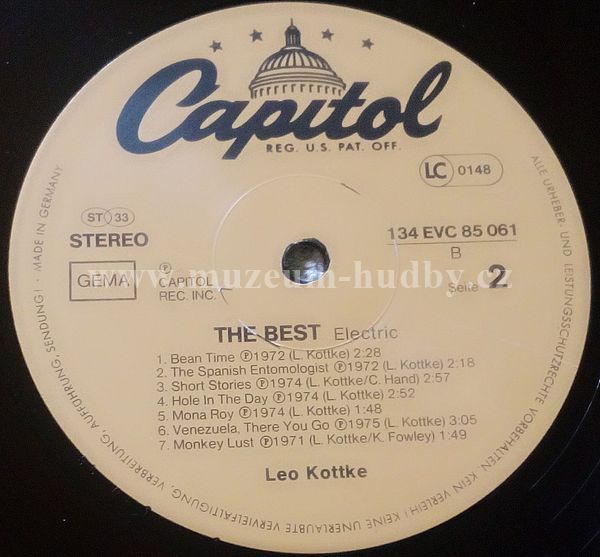 Capitol
REG. U.S. PAT. OFF.
LC 0148
ST 33
STEREO
GEMA
℗
CAPITOL
REC. INC.
134 EVC 85 061
B
Seite 2
THE BEST Electric
1. Bean Time ℗1972 (L. Kottke) 2:28
2. The Spanish Entomologist ℗1972 (L. Kottke) 2:18
3. Short Stories ℗1974 (L. Kottke/C. Hand) 2:57
4. Hole In The Day ℗1974 (L. Kottke) 2:52
5. Mona Roy ℗1974 (L. Kottke) 1:48
6. Venezuela, There You Go ℗1975 (L. Kottke) 3:05
7. Monkey Lust ℗1971 (L. Kottke/K. Fowley) 1:49
Leo Kottke
ALLE URHEBER- UND LEISTUNGSSCHUTZRECHTE VORBEHALTEN. KEIN VERLEIH! KEINE UNERLAUBTE VERVIELFÄLTIGUNG, VERBREITUNG, AUFFÜHRUNG, SENDUNG! · MADE IN GERMANY
www.muzeum-hudby.cz